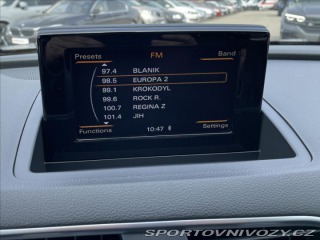 Presets FM Band
97.4 BLANIK
98.5 EUROPA 2
99.1 KROKODYL
99.6 ROCK R.
100.7 REGINA Z
101.4 JIH
Functions 10:47 Settings
SPORTOVNIVOZY.CZ